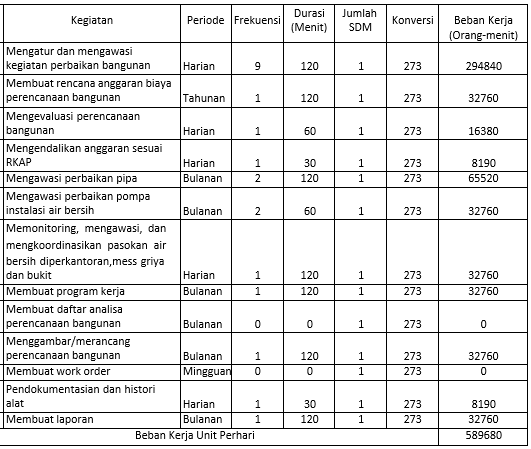 Kegiatan Periode Frekuensi Durasi (Menit) Jumlah SDM Konversi Beban Kerja (Orang-menit)
Mengatur dan mengawasi
kegiatan perbaikan bangunan Harian 9 120 1 273 294840
Membuat rencana anggaran biaya
perencanaan bangunan Tahunan 1 120 1 273 32760
Mengevaluasi perencanaan
bangunan Harian 1 60 1 273 16380
Mengendalikan anggaran sesuai
RKAP Harian 1 30 1 273 8190
Mengawasi perbaikan pipa Bulanan 2 120 1 273 65520
Mengawasi perbaikan pompa
instalasi air bersih Bulanan 2 60 1 273 32760
Memonitoring, mengawasi, dan
mengkoordinasikan pasokan air
bersih diperkantoran,mess griya
dan bukit Harian 1 120 1 273 32760
Membuat program kerja Bulanan 1 120 1 273 32760
Membuat daftar analisa
perencanaan bangunan Bulanan 0 0 1 273 0
Menggambar/merancang
perencanaan bangunan Bulanan 1 120 1 273 32760
Membuat work order Mingguan 0 0 1 273 0
Pendokumentasian dan histori
alat Harian 1 30 1 273 8190
Membuat laporan Bulanan 1 120 1 273 32760
Beban Kerja Unit Perhari 589680